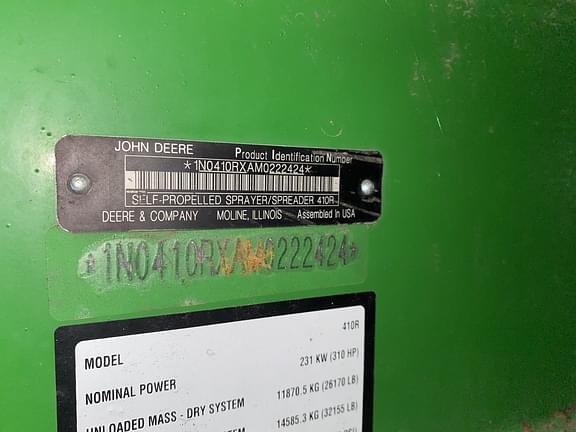 JOHN DEERE Product Identification Number
*1N0410RXAM0222424*
SELF-PROPELLED SPRAYER/SPREADER 410R
DEERE & COMPANY MOLINE, ILLINOIS Assembled in USA
*1N0410RXAM0222424*
410R
MODEL 231 KW (310 HP)
NOMINAL POWER 11870.5 KG (26170 LB)
UNLOADED MASS - DRY SYSTEM 14585.3 KG (32155 LB)